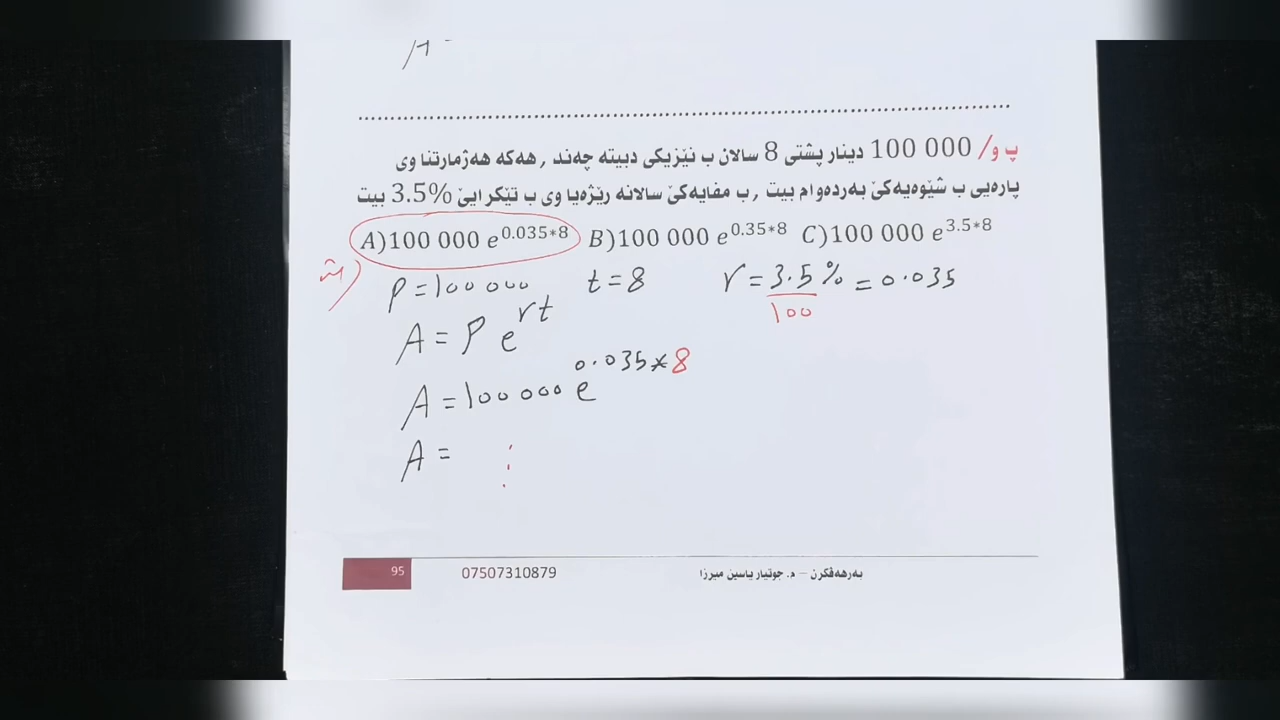 پ و/ 000 100 دینار پشتی 8 سالان ب نێزیکی دبیتە چەند , هەکە هەژمارتنا وی
پارەیی ب شێوەیەکێ بەردەوام بیت , ب مفایەکێ سالانە رێژەیا وی ب تێکرایێ 3.5% بیت
A)100 000 e^{0.035*8} B)100 000 e^{0.35*8} C)100 000 e^{3.5*8}
P = 100 000 t = 8 r = 3.5 % = 0.035
100
A = P e^{rt}
A = 100 000 e^{0.035*8}
A =
95 07507310879 بەرهەڤکرن – م. جوتیار یاسین میرزا